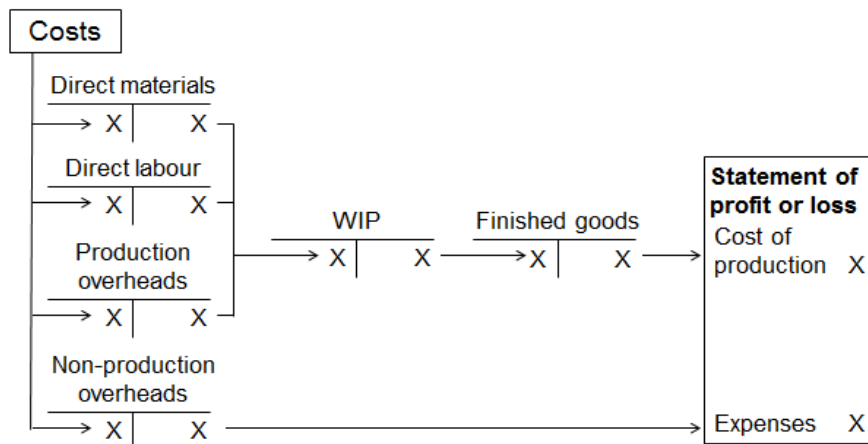 Costs
Direct materials
X X
Direct labour
X X
Production
overheads
X X
Non-production
overheads
X X
WIP
X X
Finished goods
X X
Statement of
profit or loss
Cost of
production X
Expenses X